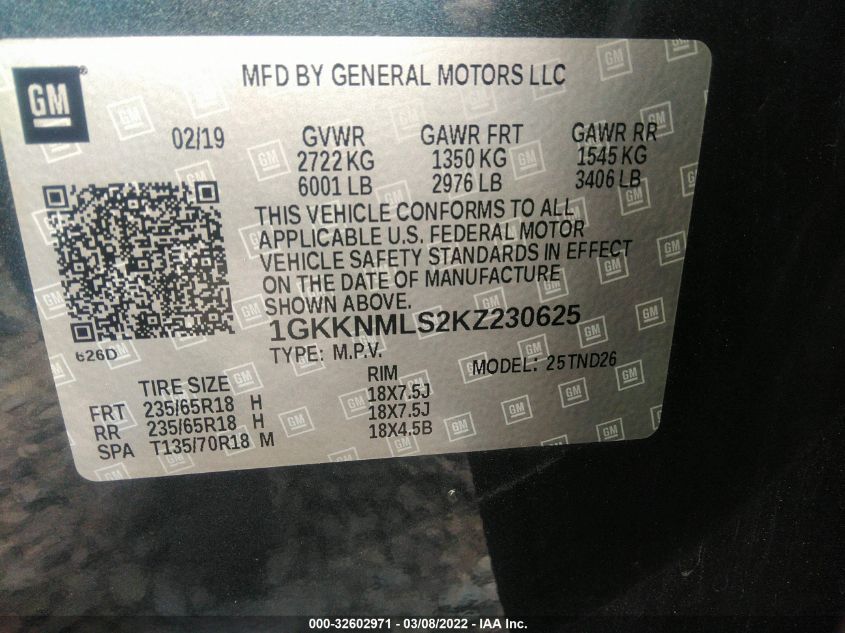 GM
MFD BY GENERAL MOTORS LLC
02/19 GVWR GAWR FRT GAWR RR
2722 KG 1350 KG 1545 KG
6001 LB 2976 LB 3406 LB
THIS VEHICLE CONFORMS TO ALL
APPLICABLE U.S. FEDERAL MOTOR
VEHICLE SAFETY STANDARDS IN EFFECT
ON THE DATE OF MANUFACTURE
SHOWN ABOVE.
1GKKNMLS2KZ230625
626D TYPE: M.P.V. MODEL: 25TND26
TIRE SIZE RIM
FRT 235/65R18 H 18X7.5J
RR 235/65R18 H 18X7.5J
SPA T135/70R18 M 18X4.5B
000-32602971 - 03/08/2022 - IAA Inc.